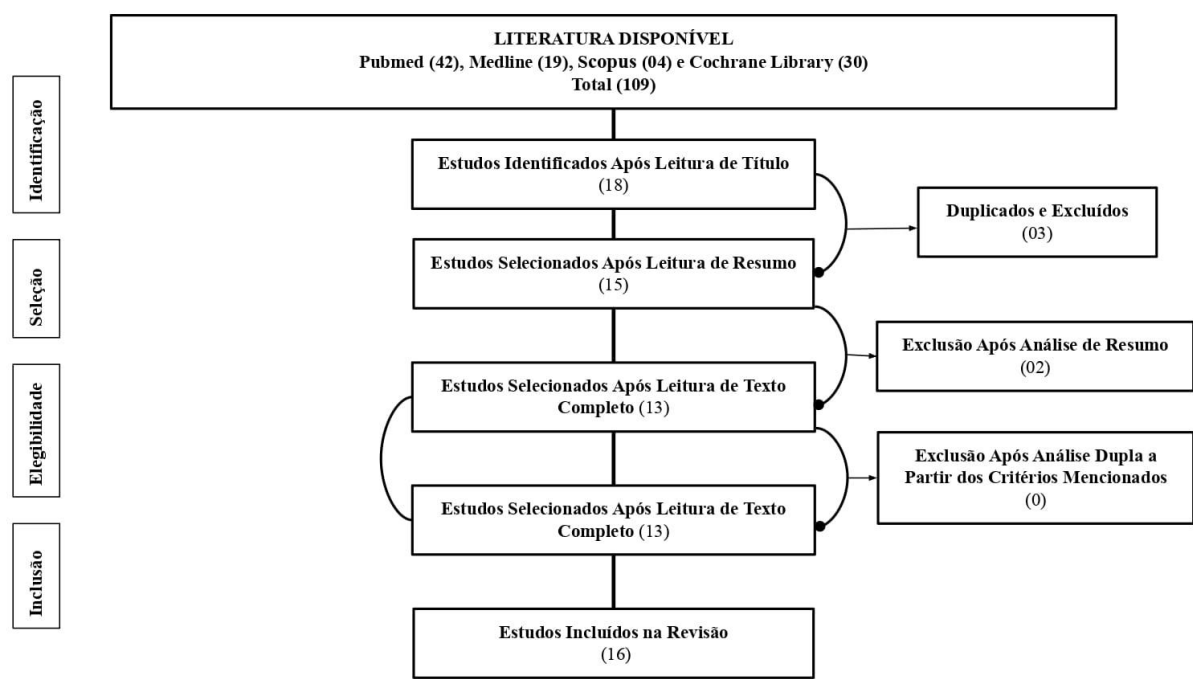 LITERATURA DISPONÍVEL
Pubmed (42), Medline (19), Scopus (04) e Cochrane Library (30)
Total (109)
Identificação
Estudos Identificados Após Leitura de Título
(18)
Duplicados e Excluídos
(03)
Seleção
Estudos Selecionados Após Leitura de Resumo
(15)
Exclusão Após Análise de Resumo
(02)
Elegibilidade
Estudos Selecionados Após Leitura de Texto
Completo (13)
Exclusão Após Análise Dupla a
Partir dos Critérios Mencionados
(0)
Estudos Selecionados Após Leitura de Texto
Completo (13)
Inclusão
Estudos Incluídos na Revisão
(16)